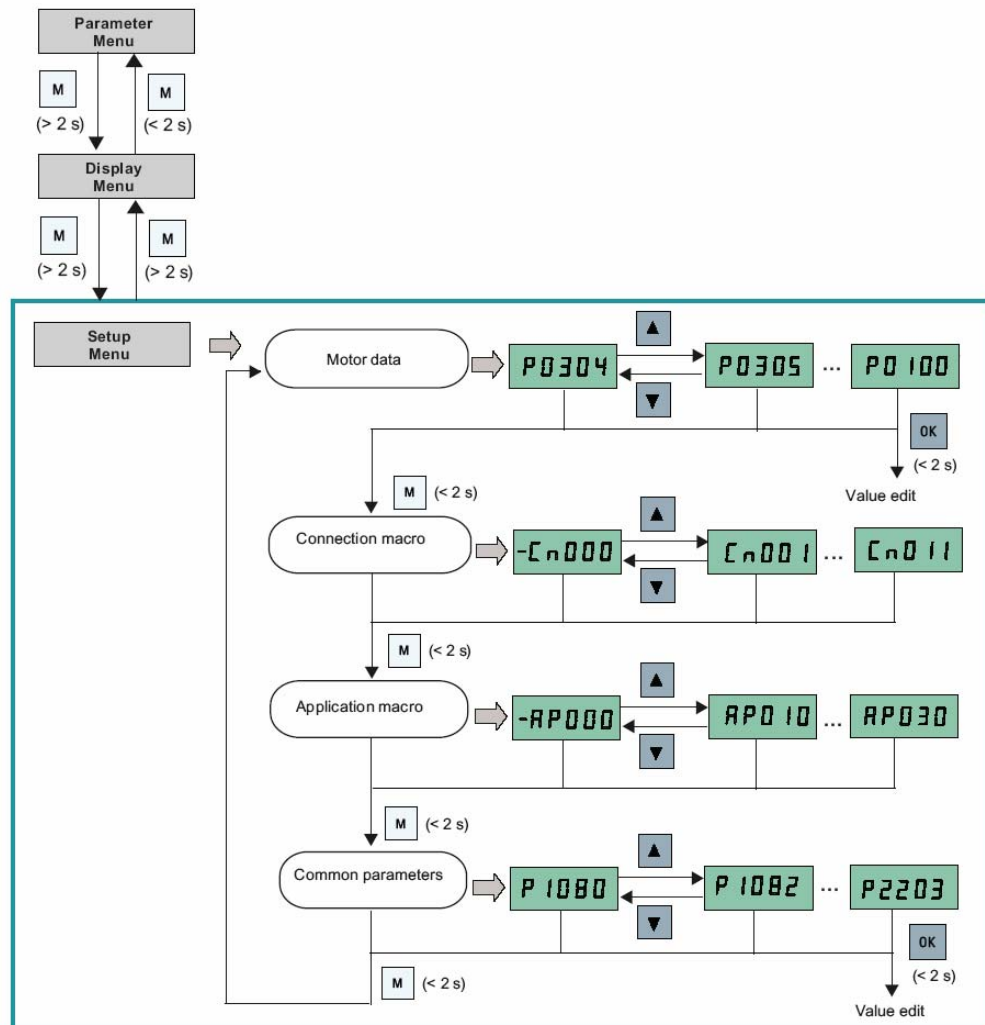 Parameter
Menu
M
M
(> 2 s)
(< 2 s)
Display
Menu
M
M
(> 2 s)
(> 2 s)
Setup
Menu
Motor data
P0304
P0305
...
P0100
OK
(< 2 s)
Value edit
M (< 2 s)
Connection macro
-Cn000
Cn001
...
Cn011
M (< 2 s)
Application macro
-AP000
AP010
...
AP030
M (< 2 s)
Common parameters
P1080
P1082
...
P2203
OK
(< 2 s)
M (< 2 s)
Value edit